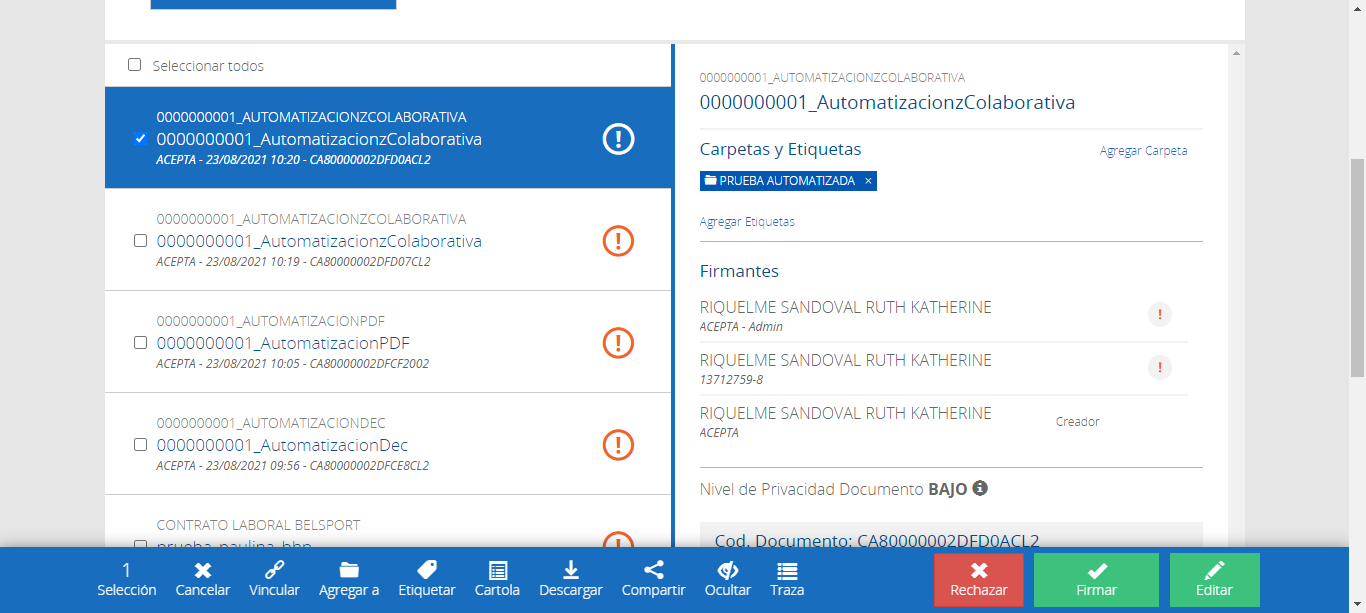 Seleccionar todos
0000000001_AUTOMATIZACIONZCOLABORATIVA
0000000001_AutomatizacionzColaborativa
ACEPTA - 23/08/2021 10:20 - CA80000002DFD0ACL2
0000000001_AUTOMATIZACIONZCOLABORATIVA
0000000001_AutomatizacionzColaborativa
ACEPTA - 23/08/2021 10:19 - CA80000002DFD07CL2
0000000001_AUTOMATIZACIONPDF
0000000001_AutomatizacionPDF
ACEPTA - 23/08/2021 10:05 - CA80000002DFCF2002
0000000001_AUTOMATIZACIONDEC
0000000001_AutomatizacionDec
ACEPTA - 23/08/2021 09:56 - CA80000002DFCE8CL2
CONTRATO LABORAL BELSPORT
prueba paulina bhp
0000000001_AUTOMATIZACIONZCOLABORATIVA
0000000001_AutomatizacionzColaborativa
Carpetas y Etiquetas
Agregar Carpeta
PRUEBA AUTOMATIZADA ×
Agregar Etiquetas
Firmantes
RIQUELME SANDOVAL RUTH KATHERINE
ACEPTA - Admin
RIQUELME SANDOVAL RUTH KATHERINE
13712759-8
RIQUELME SANDOVAL RUTH KATHERINE
ACEPTA
Creador
Nivel de Privacidad Documento BAJO
Cod. Documento: CA80000002DFD0ACL2
1
Selección
Cancelar
Vincular
Agregar a
Etiquetar
Cartola
Descargar
Compartir
Ocultar
Traza
Rechazar
Firmar
Editar